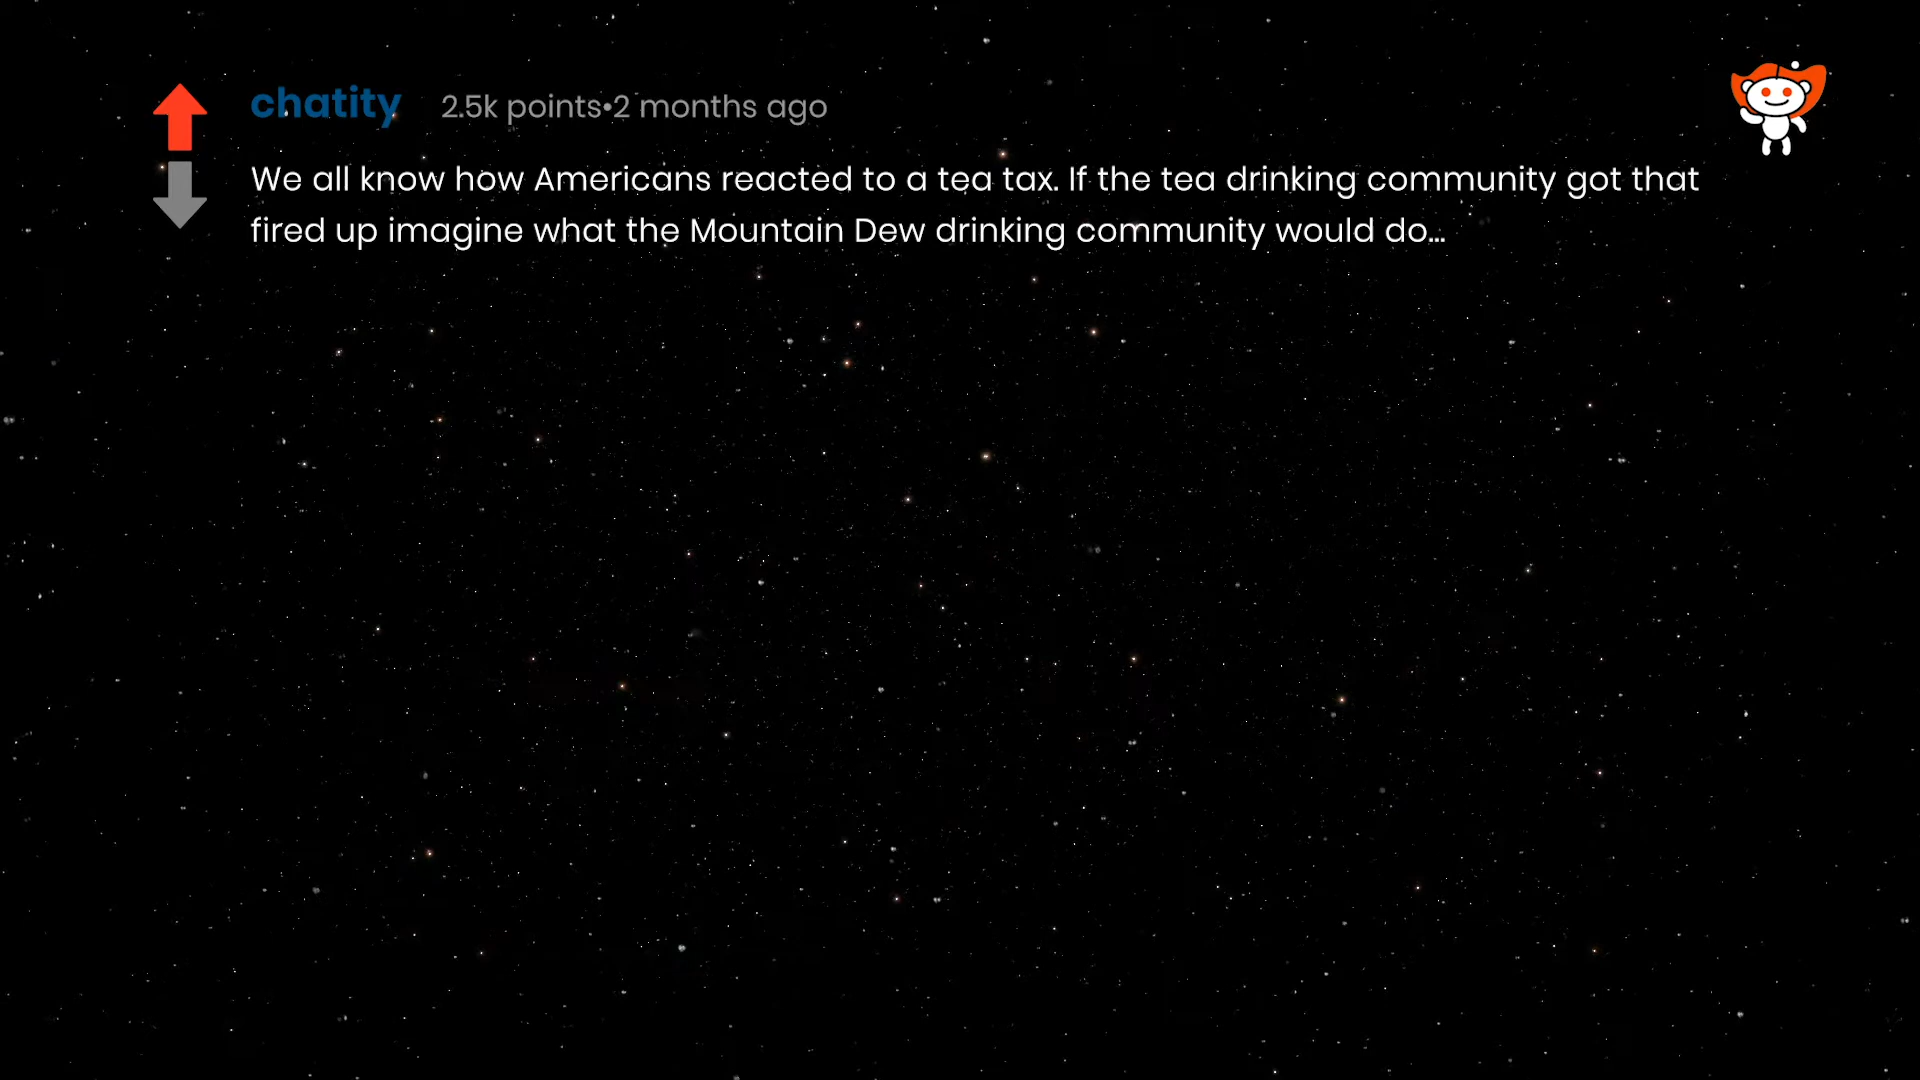 chatity 2.5k points•2 months ago
We all know how Americans reacted to a tea tax. If the tea drinking community got that
fired up imagine what the Mountain Dew drinking community would do...